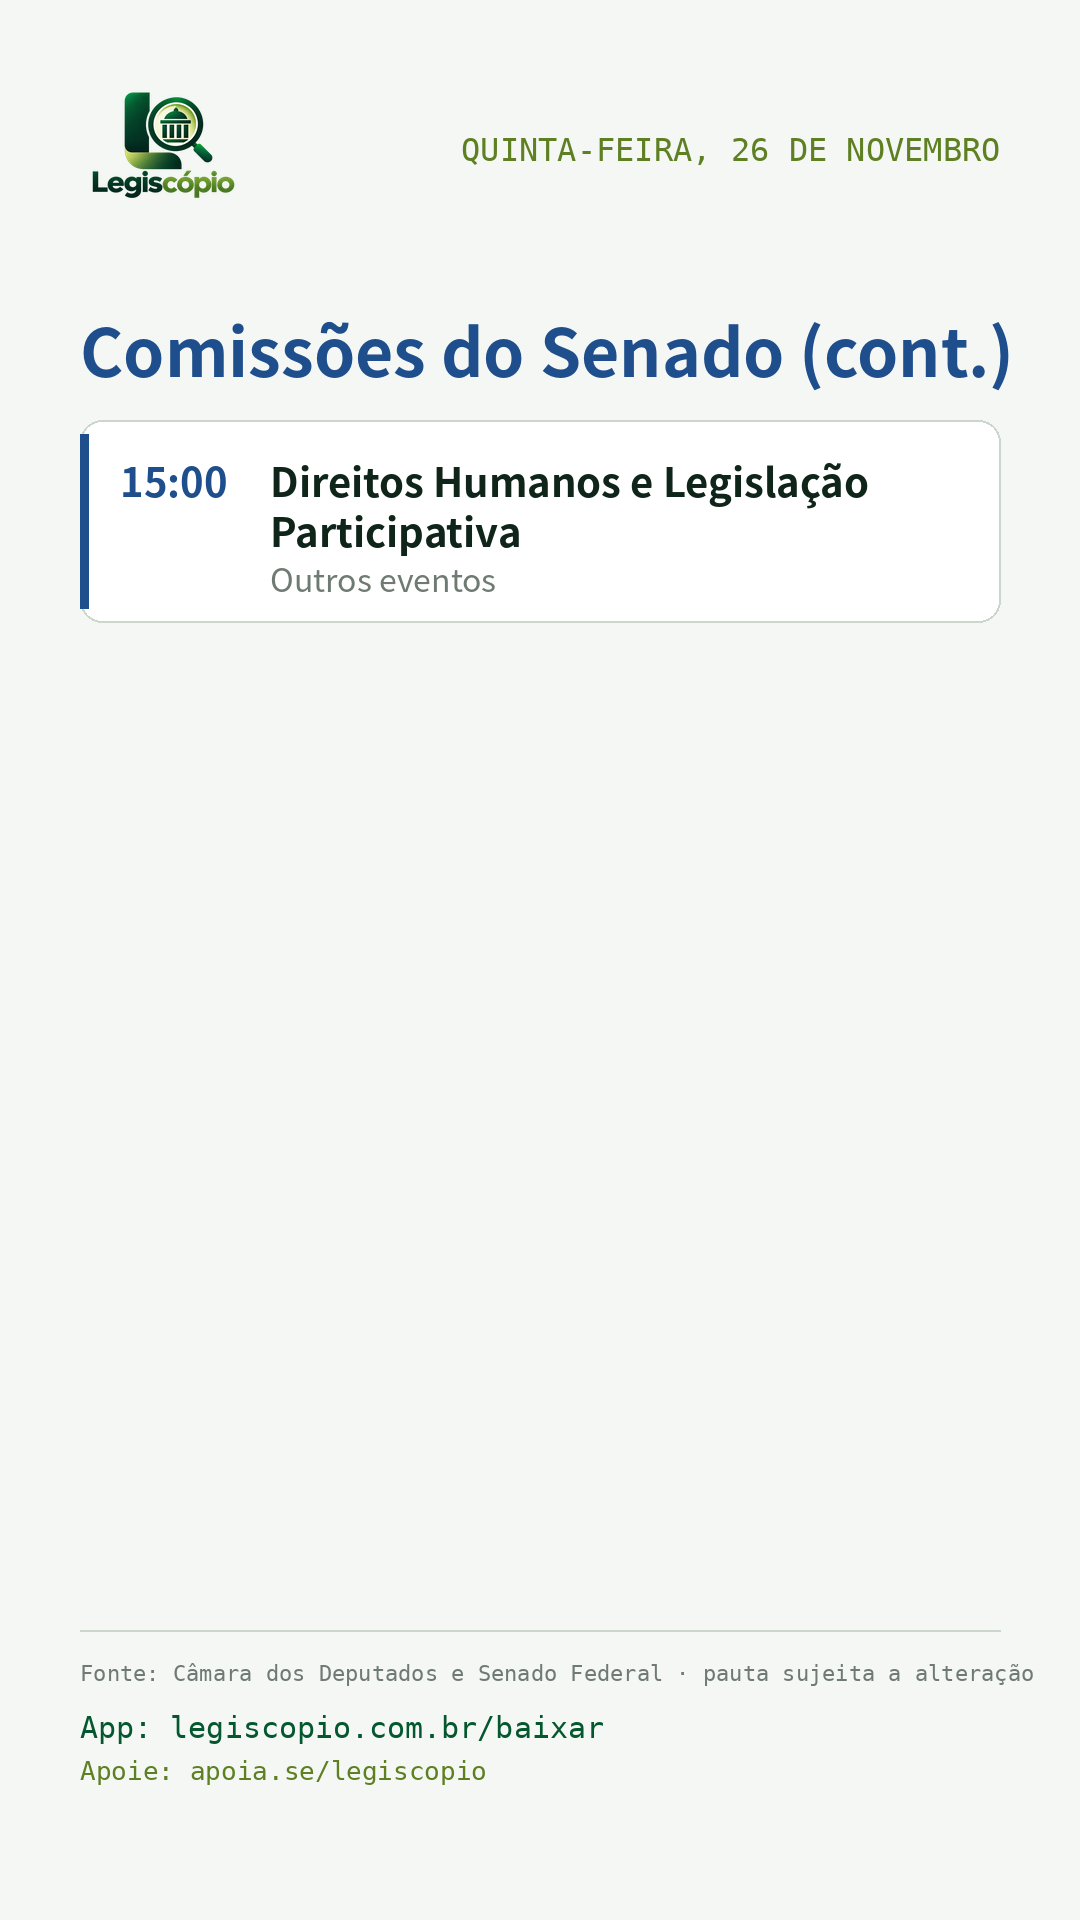 Legiscópio
QUINTA-FEIRA, 26 DE NOVEMBRO
Comissões do Senado (cont.)
15:00 Direitos Humanos e Legislação
Participativa
Outros eventos
Fonte: Câmara dos Deputados e Senado Federal · pauta sujeita a alteração
App: legiscopio.com.br/baixar
Apoie: apoia.se/legiscopio